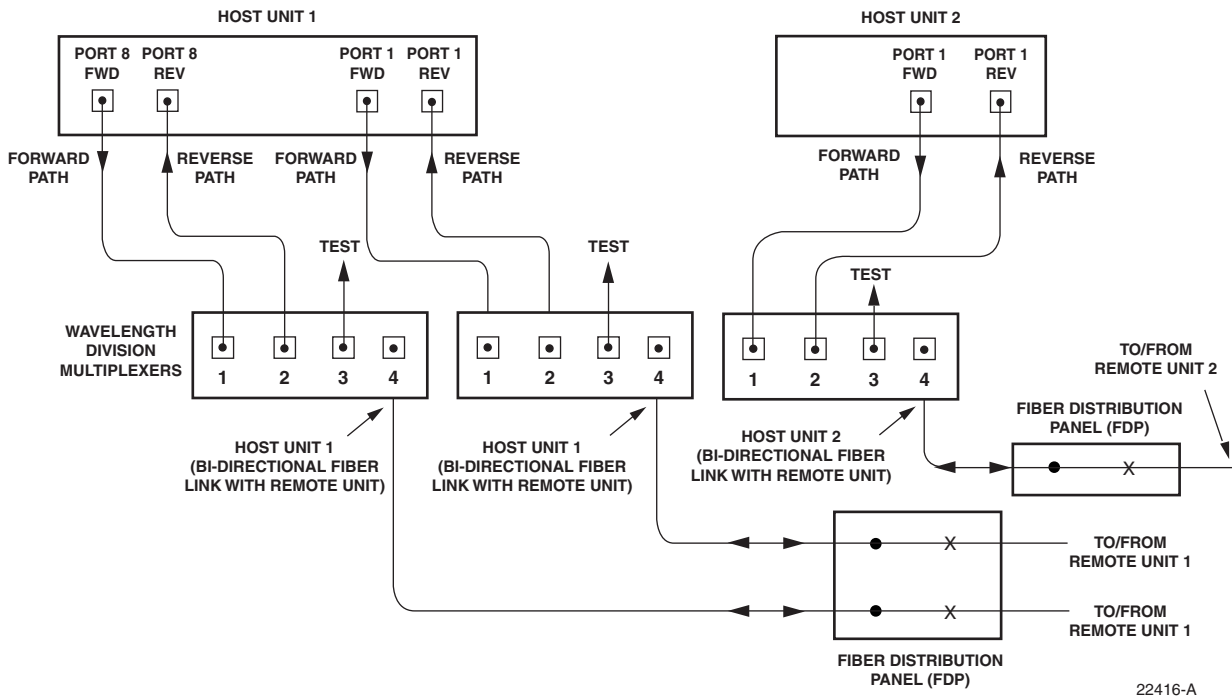 HOST UNIT 1
PORT 8 FWD
PORT 8 REV
PORT 1 FWD
PORT 1 REV
HOST UNIT 2
PORT 1 FWD
PORT 1 REV
FORWARD PATH
REVERSE PATH
FORWARD PATH
REVERSE PATH
FORWARD PATH
REVERSE PATH
TEST
TEST
TEST
WAVELENGTH
DIVISION
MULTIPLEXERS
1 2 3 4
1 2 3 4
1 2 3 4
HOST UNIT 1
(BI-DIRECTIONAL FIBER
LINK WITH REMOTE UNIT)
HOST UNIT 1
(BI-DIRECTIONAL FIBER
LINK WITH REMOTE UNIT)
HOST UNIT 2
(BI-DIRECTIONAL FIBER
LINK WITH REMOTE UNIT)
TO/FROM
REMOTE UNIT 2
FIBER DISTRIBUTION
PANEL (FDP)
X
X
TO/FROM
REMOTE UNIT 1
X
TO/FROM
REMOTE UNIT 1
FIBER DISTRIBUTION
PANEL (FDP)
22416-A